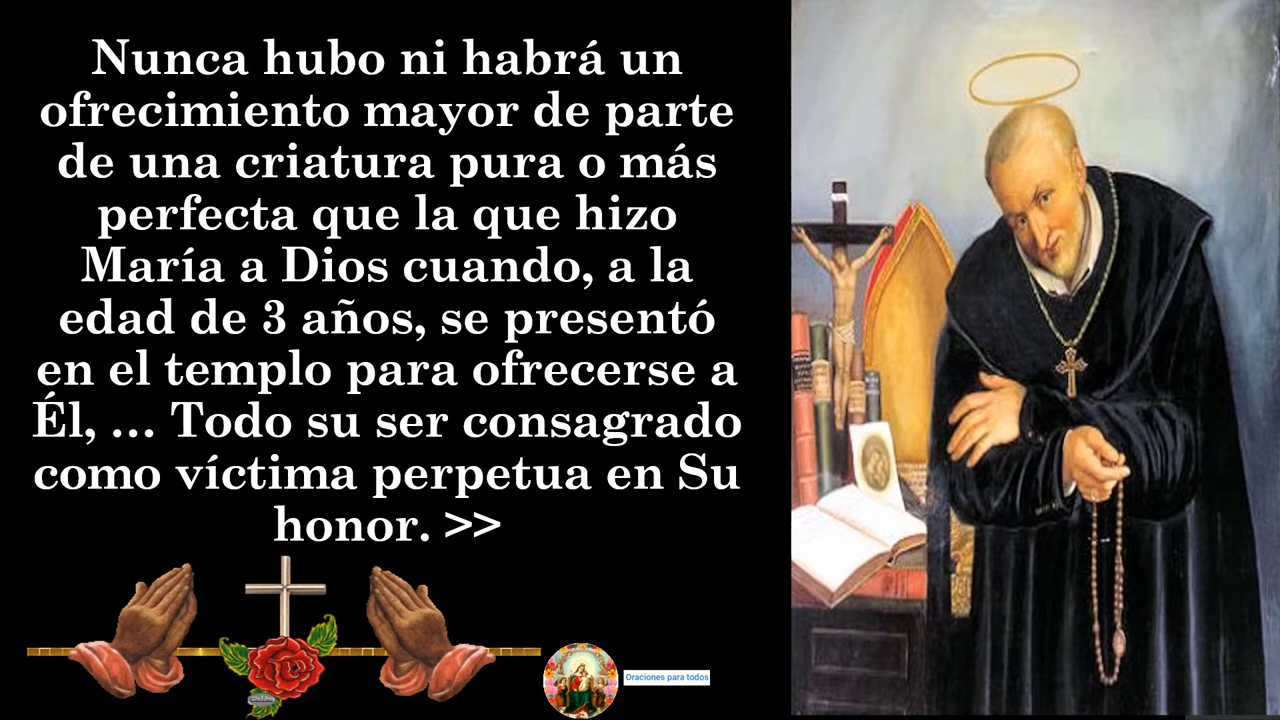 Nunca hubo ni habrá un
ofrecimiento mayor de parte
de una criatura pura o más
perfecta que la que hizo
María a Dios cuando, a la
edad de 3 años, se presentó
en el templo para ofrecerse a
Él, ... Todo su ser consagrado
como víctima perpetua en Su
honor. >>
Oraciones para todos